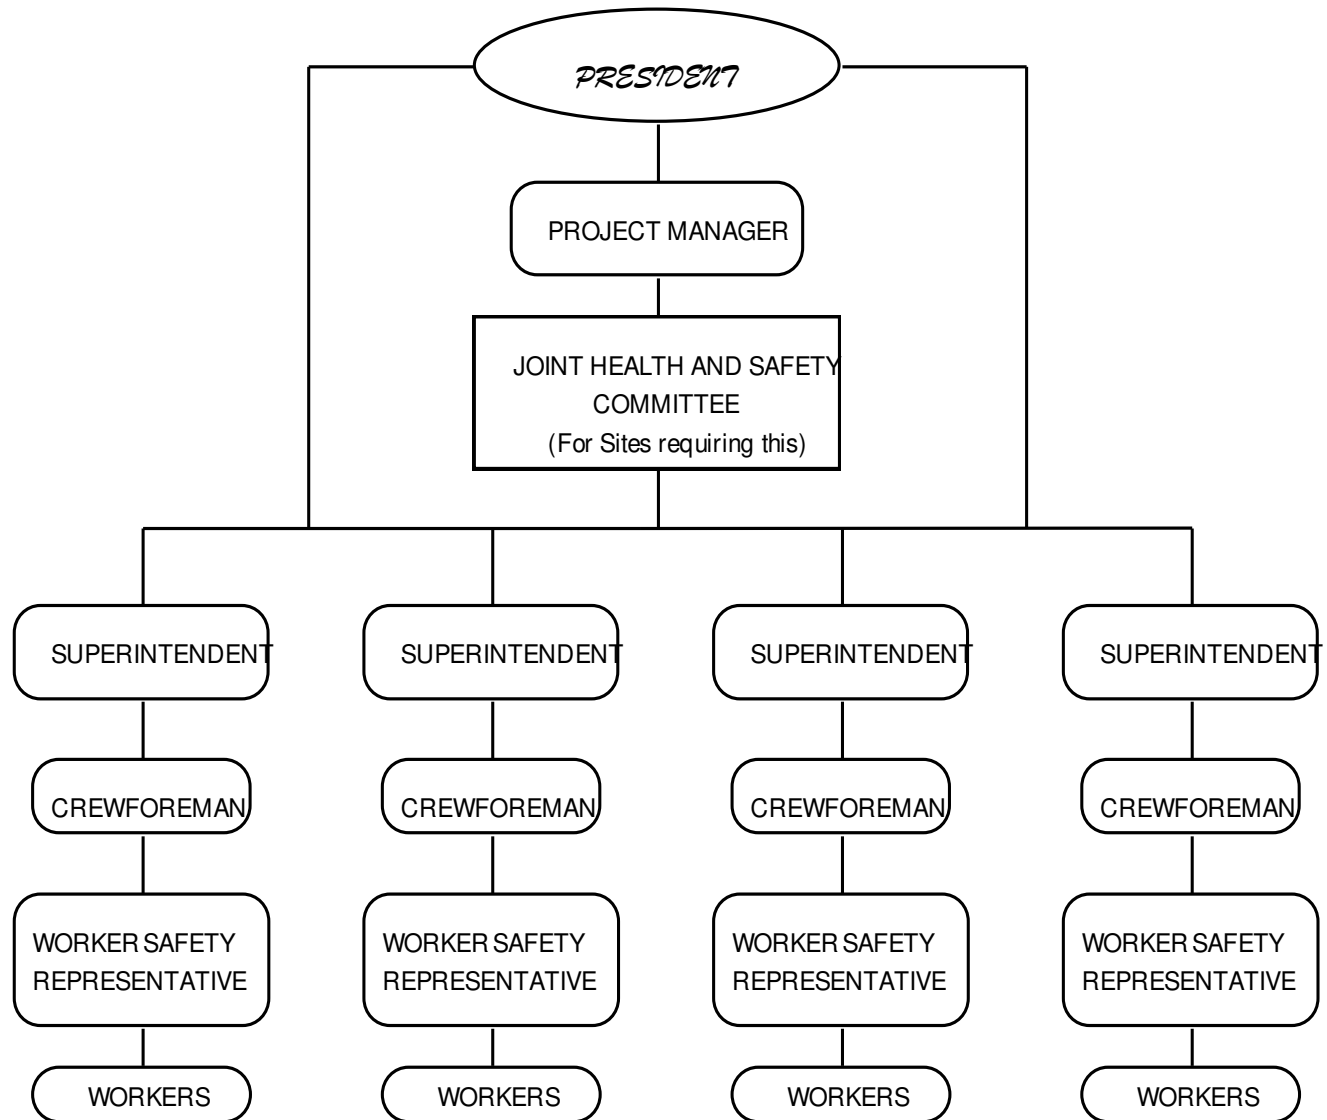 PRESIDENT
PROJECT MANAGER
JOINT HEALTH AND SAFETY
COMMITTEE
(For Sites requiring this)
SUPERINTENDENT
SUPERINTENDENT
SUPERINTENDENT
SUPERINTENDENT
CREWFOREMAN
CREWFOREMAN
CREWFOREMAN
CREWFOREMAN
WORKER SAFETY
REPRESENTATIVE
WORKER SAFETY
REPRESENTATIVE
WORKER SAFETY
REPRESENTATIVE
WORKER SAFETY
REPRESENTATIVE
WORKERS
WORKERS
WORKERS
WORKERS